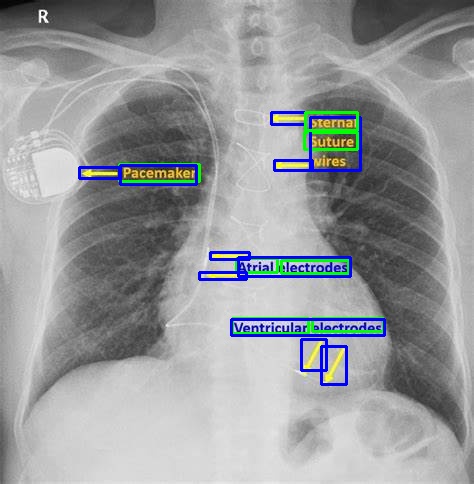 R
Sternal
Suture
wires
Pacemaker
Atrial electrodes
Ventricular electrodes